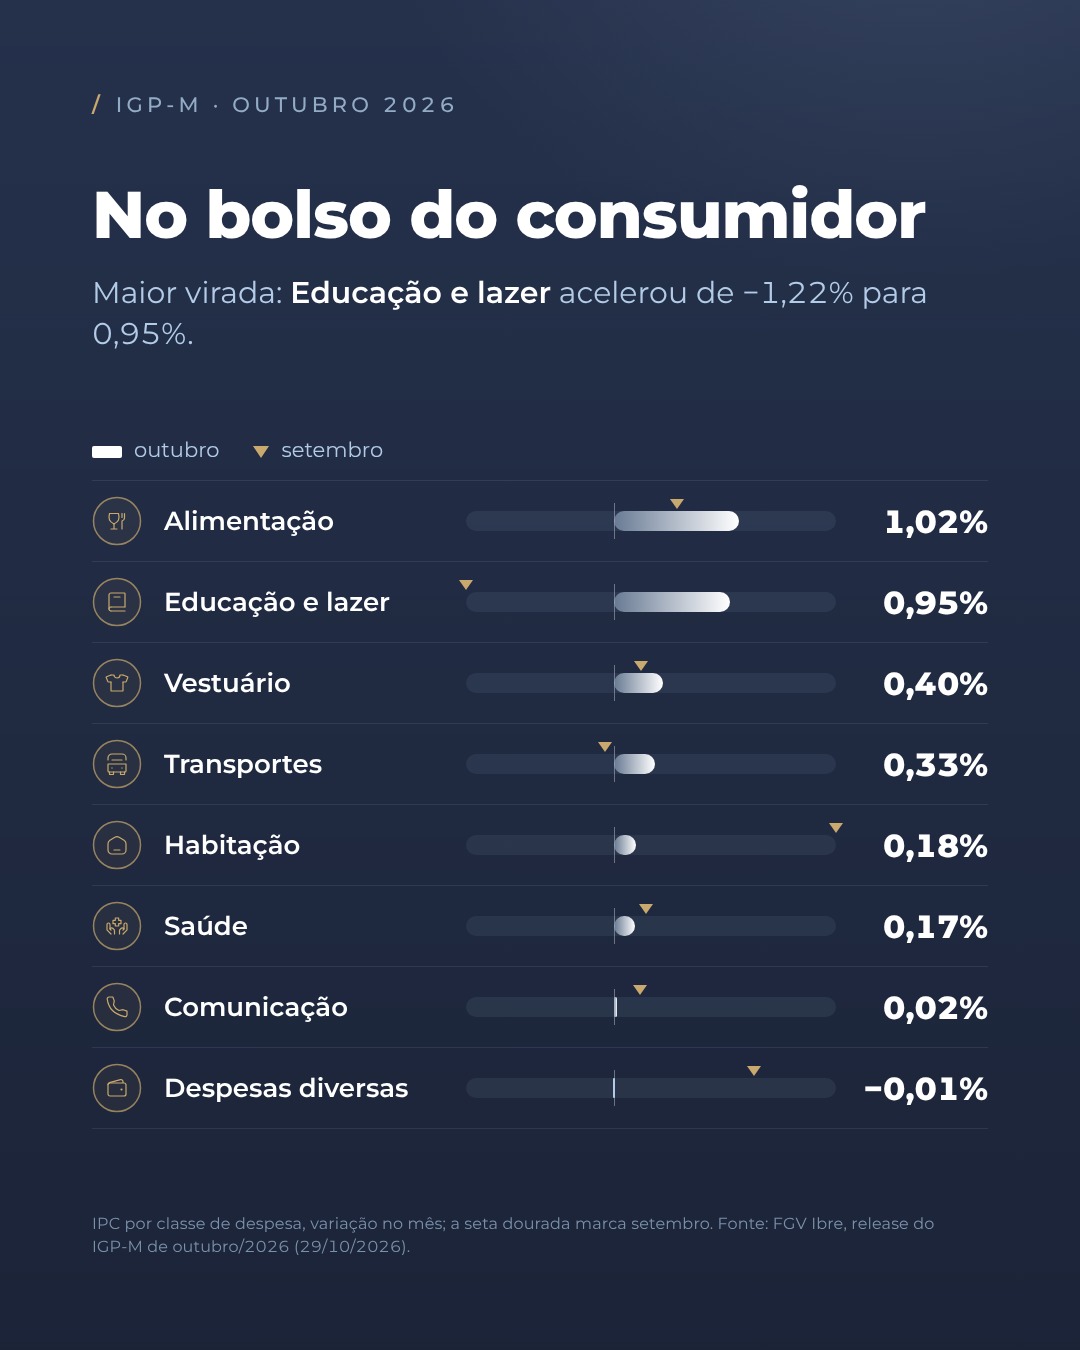 / IGP-M · OUTUBRO 2026
No bolso do consumidor
Maior virada: Educação e lazer acelerou de −1,22% para
0,95%.
outubro setembro
Alimentação 1,02%
Educação e lazer 0,95%
Vestuário 0,40%
Transportes 0,33%
Habitação 0,18%
Saúde 0,17%
Comunicação 0,02%
Despesas diversas −0,01%
IPC por classe de despesa, variação no mês; a seta dourada marca setembro. Fonte: FGV Ibre, release do
IGP-M de outubro/2026 (29/10/2026).